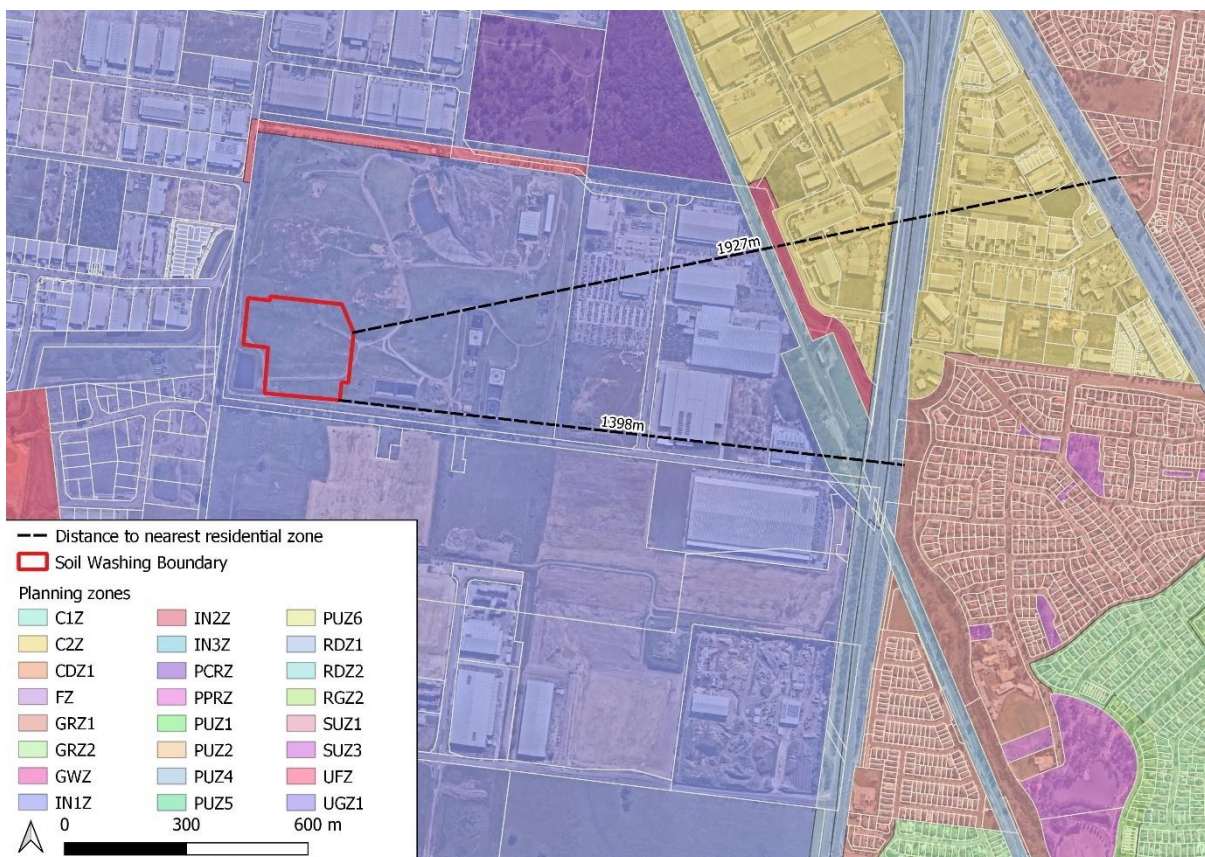 1927m
1398m
Distance to nearest residential zone
Soil Washing Boundary
Planning zones
C1Z IN2Z PUZ6
C2Z IN3Z RDZ1
CDZ1 PCRZ RDZ2
FZ PPRZ RGZ2
GRZ1 PUZ1 SUZ1
GRZ2 PUZ2 SUZ3
GWZ PUZ4 UFZ
IN1Z PUZ5 UGZ1
0 300 600 m